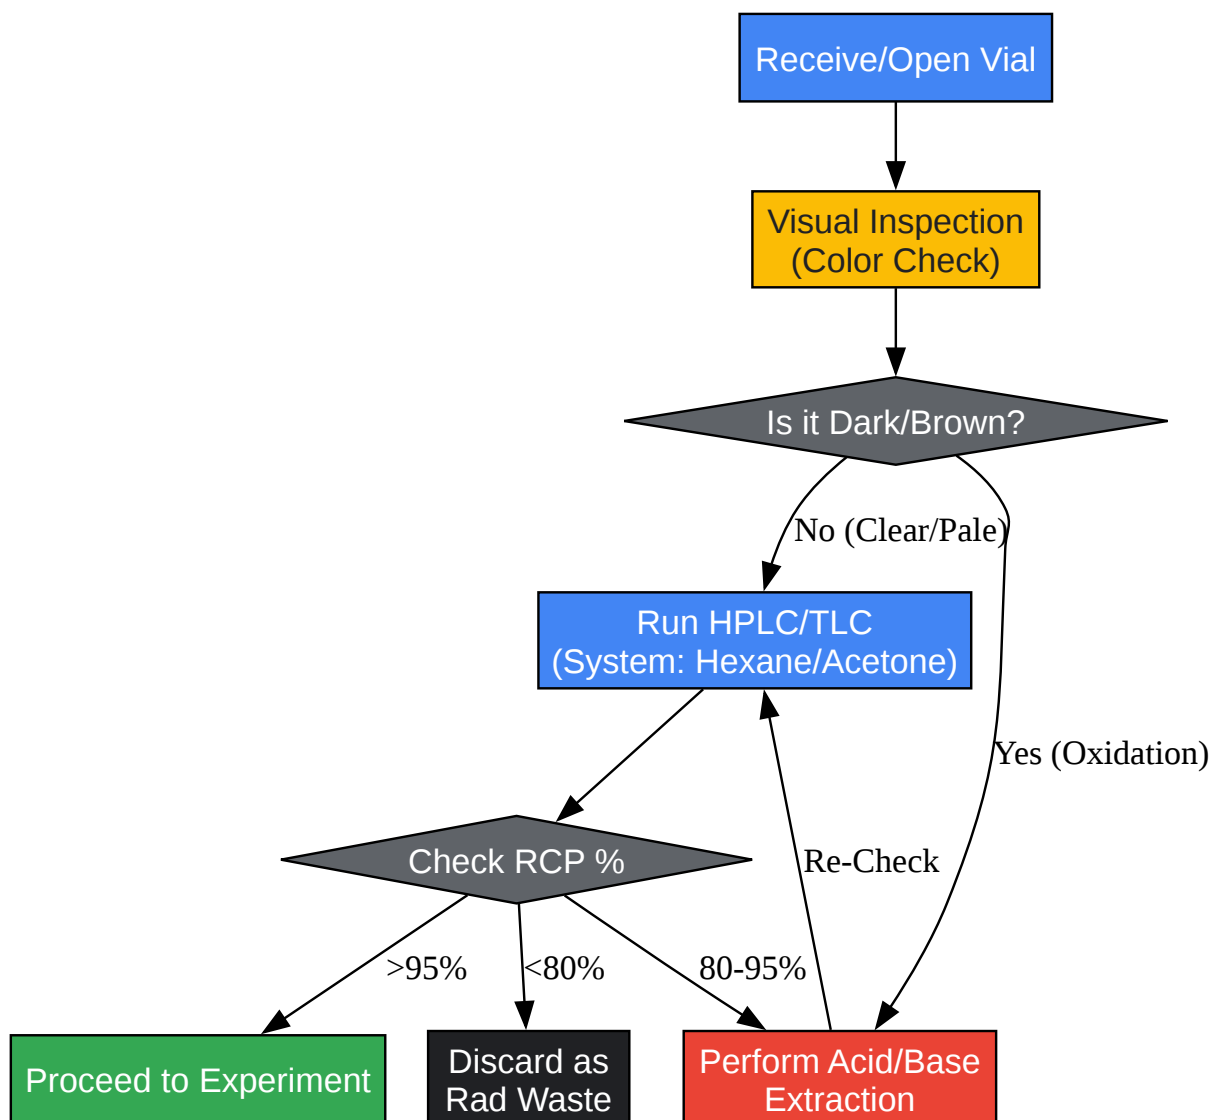 Receive/Open Vial
Visual Inspection
(Color Check)
Is it Dark/Brown?
No (Clear/Pale)
Run HPLC/TLC
(System: Hexane/Acetone)
Yes (Oxidation)
Check RCP %
Re-Check
>95%
<80%
80-95%
Proceed to Experiment
Discard as
Rad Waste
Perform Acid/Base
Extraction